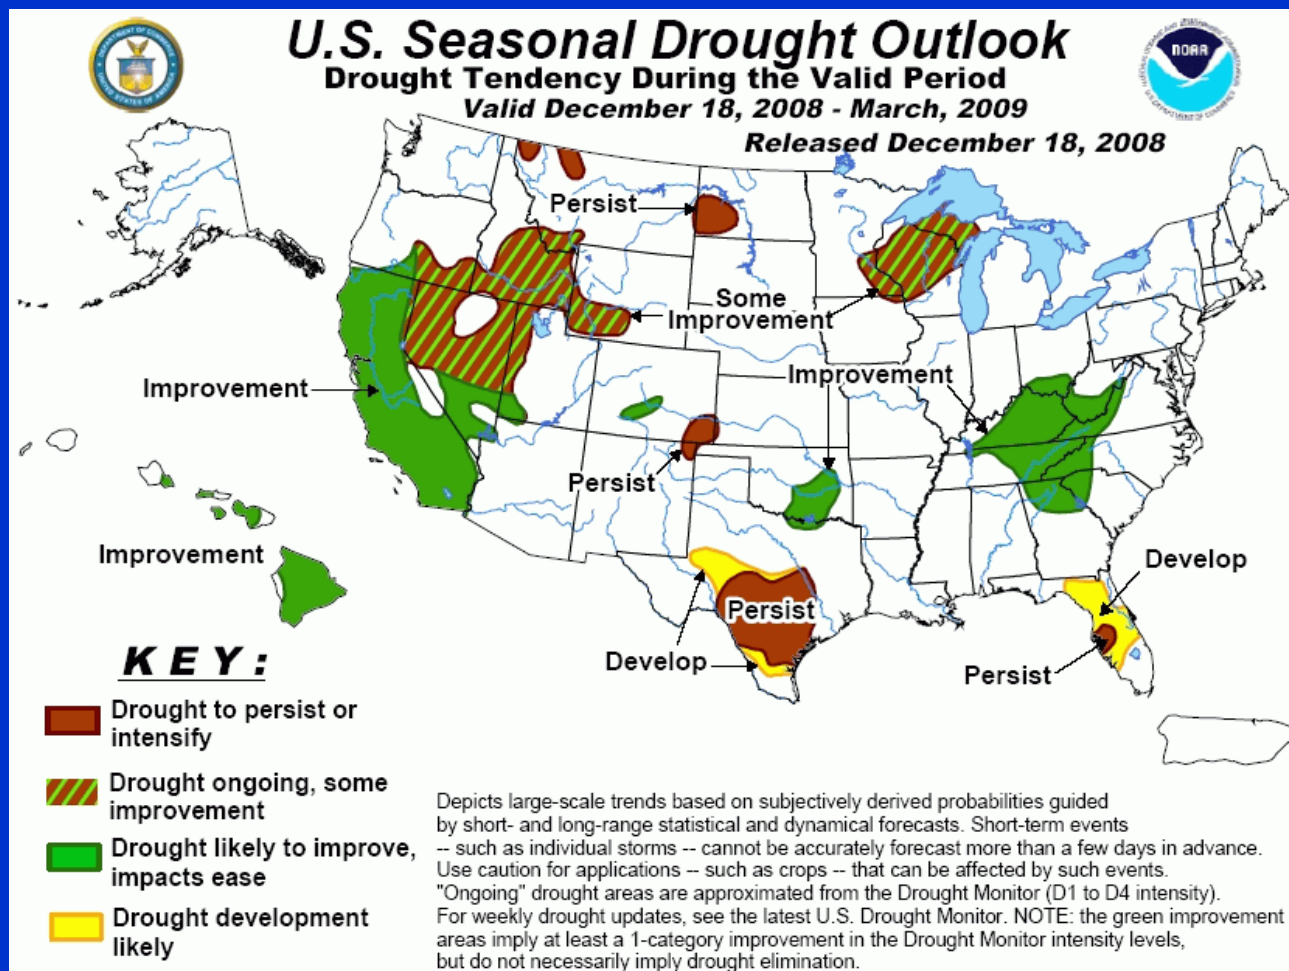 U.S. Seasonal Drought Outlook
Drought Tendency During the Valid Period
Valid December 18, 2008 - March, 2009
Released December 18, 2008
DEPARTMENT OF COMMERCE
UNITED STATES OF AMERICA
NOAA
Persist
Some
Improvement
Improvement
Improvement
Persist
Improvement
Develop
Persist
Develop
Persist
KEY:
Drought to persist or
intensify
Drought ongoing, some
improvement
Drought likely to improve,
impacts ease
Drought development
likely
Depicts large-scale trends based on subjectively derived probabilities guided
by short- and long-range statistical and dynamical forecasts. Short-term events
-- such as individual storms -- cannot be accurately forecast more than a few days in advance.
Use caution for applications -- such as crops -- that can be affected by such events.
"Ongoing" drought areas are approximated from the Drought Monitor (D1 to D4 intensity).
For weekly drought updates, see the latest U.S. Drought Monitor. NOTE: the green improvement
areas imply at least a 1-category improvement in the Drought Monitor intensity levels,
but do not necessarily imply drought elimination.